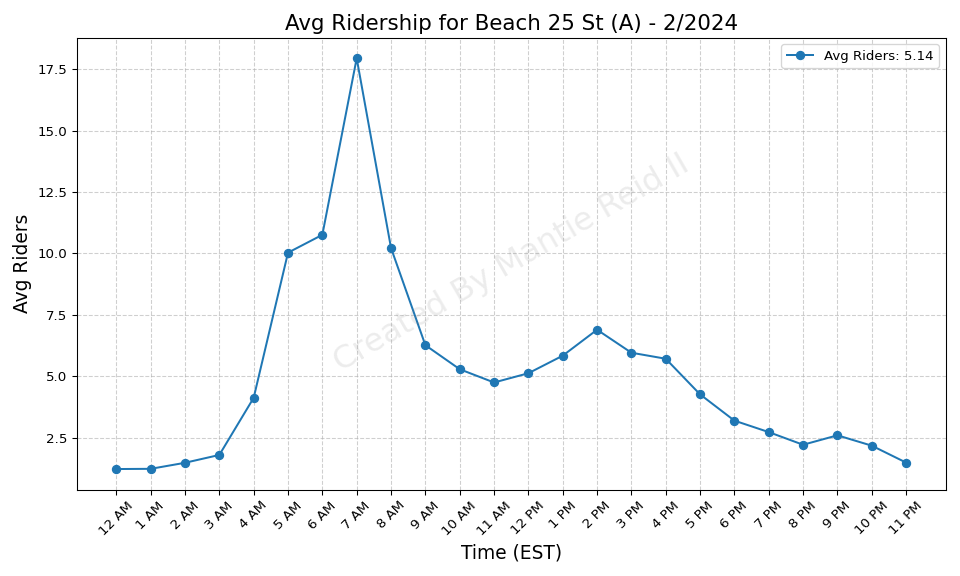 Avg Ridership for Beach 25 St (A) - 2/2024
Avg Riders: 5.14
17.5
15.0
12.5
10.0
7.5
5.0
2.5
Avg Riders
Created By Mantie Reid II
12 AM
1 AM
2 AM
3 AM
4 AM
5 AM
6 AM
7 AM
8 AM
9 AM
10 AM
11 AM
12 PM
1 PM
2 PM
3 PM
4 PM
5 PM
6 PM
7 PM
8 PM
9 PM
10 PM
11 PM
Time (EST)